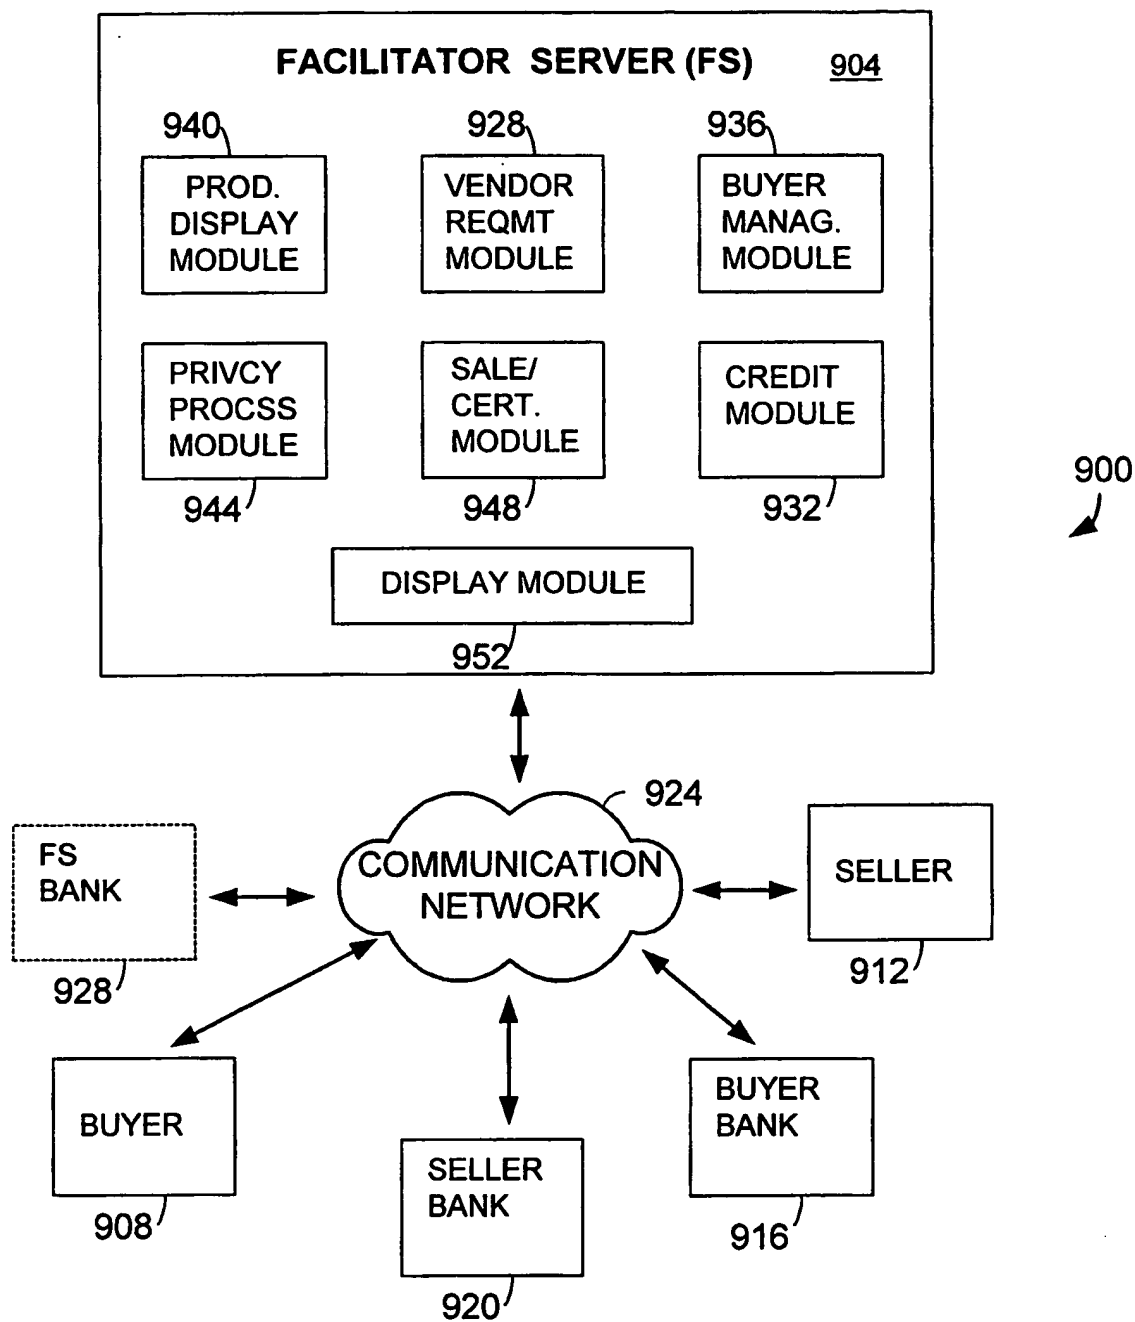 FACILITATOR SERVER (FS)
904
940
928
936
PROD.
DISPLAY
MODULE
VENDOR
REQMT
MODULE
BUYER
MANAG.
MODULE
PRIVCY
PROCSS
MODULE
SALE/
CERT.
MODULE
CREDIT
MODULE
944
948
932
900
DISPLAY MODULE
952
924
COMMUNICATION
NETWORK
FS
BANK
928
SELLER
912
BUYER
908
SELLER
BANK
920
BUYER
BANK
916